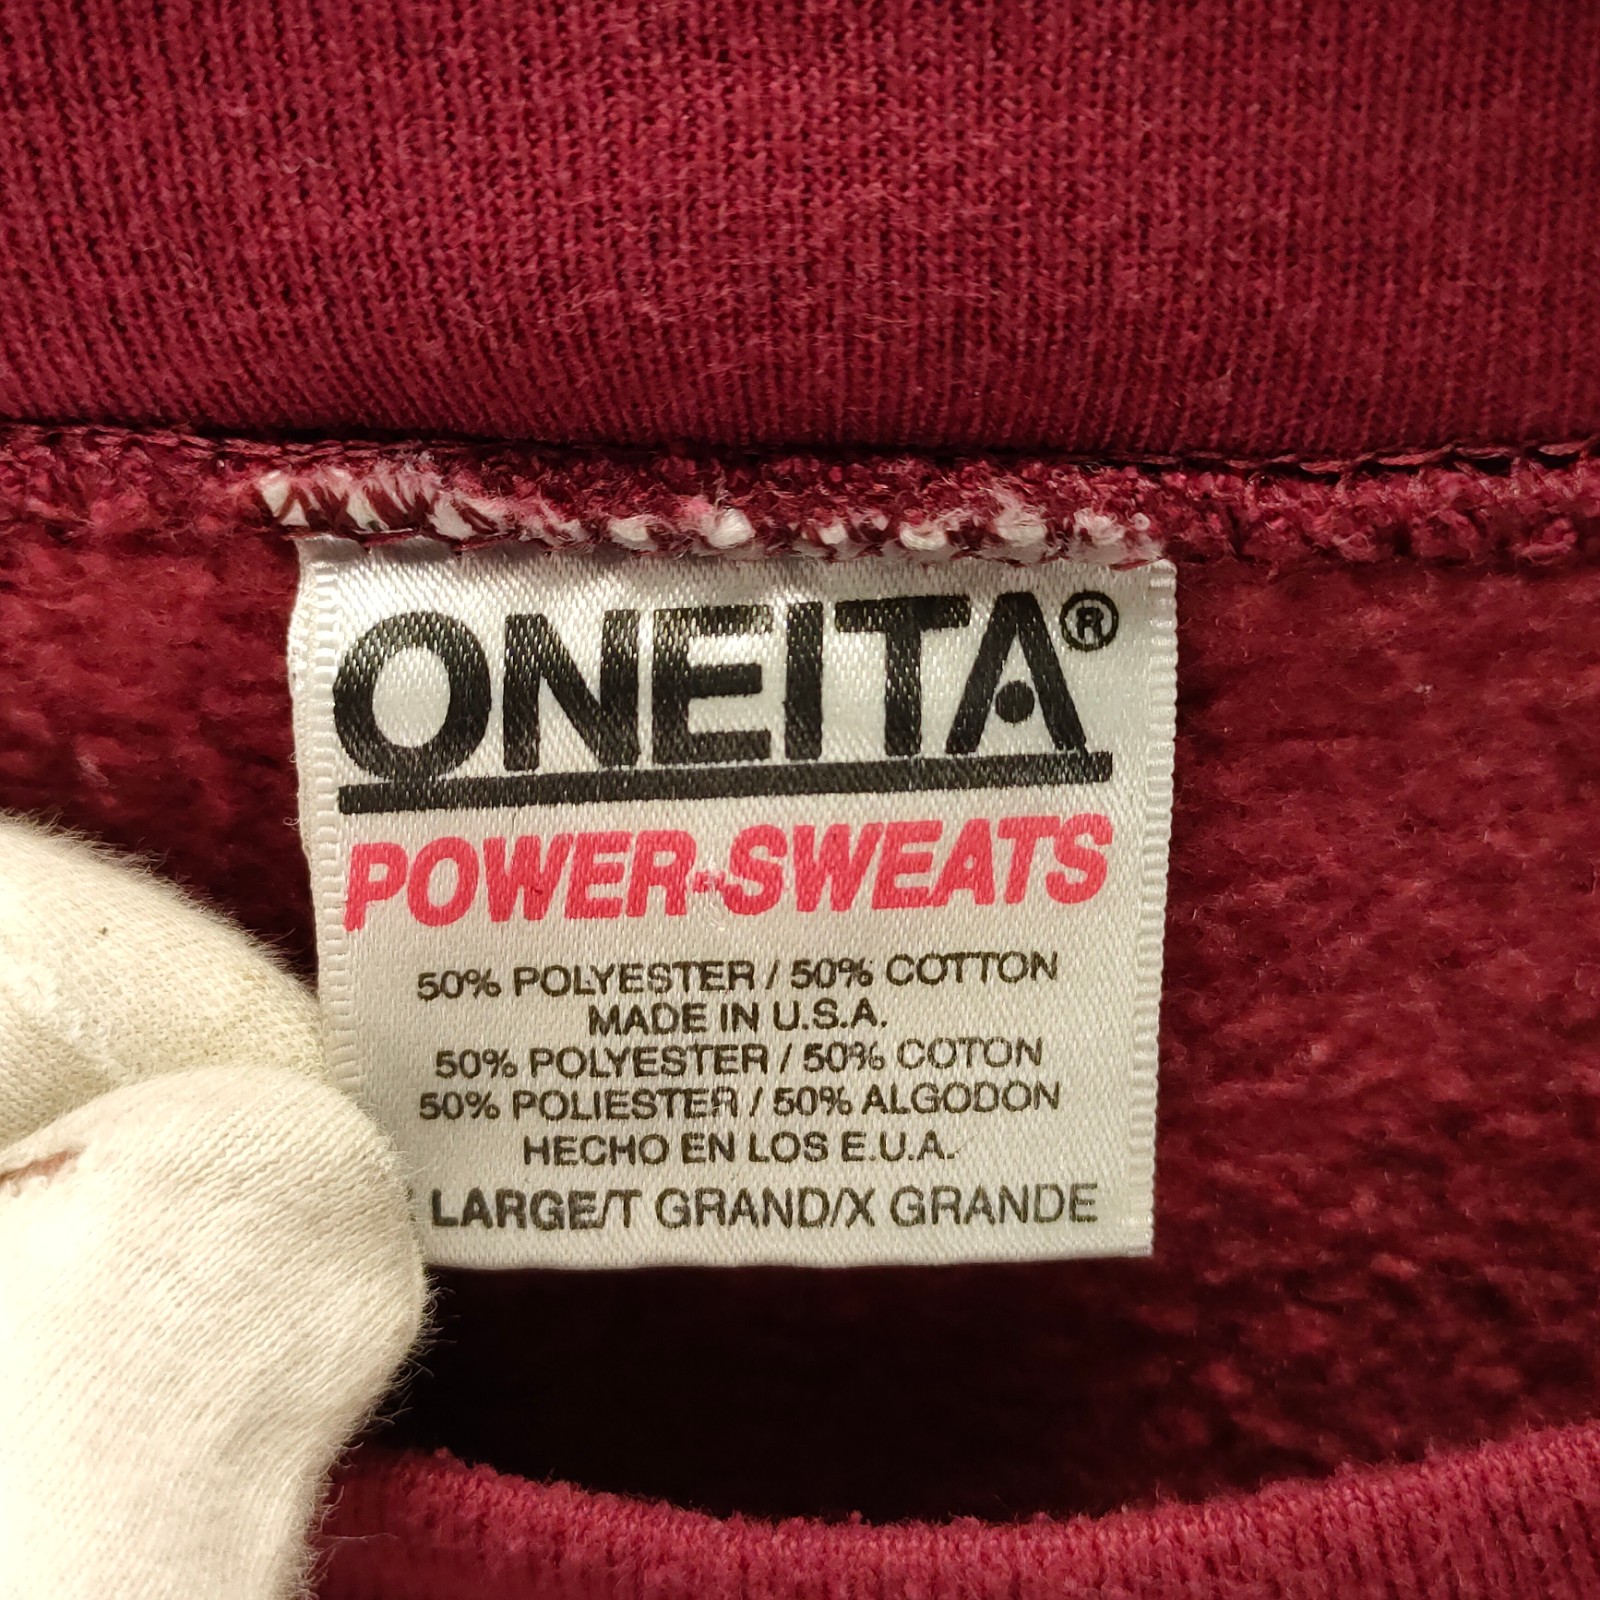 ONEITA®
POWER-SWEATS
50% POLYESTER / 50% COTTON
MADE IN U.S.A.
50% POLYESTER / 50% COTON
50% POLIESTER / 50% ALGODON
HECHO EN LOS E.U.A.
LARGE/T GRAND/X GRANDE